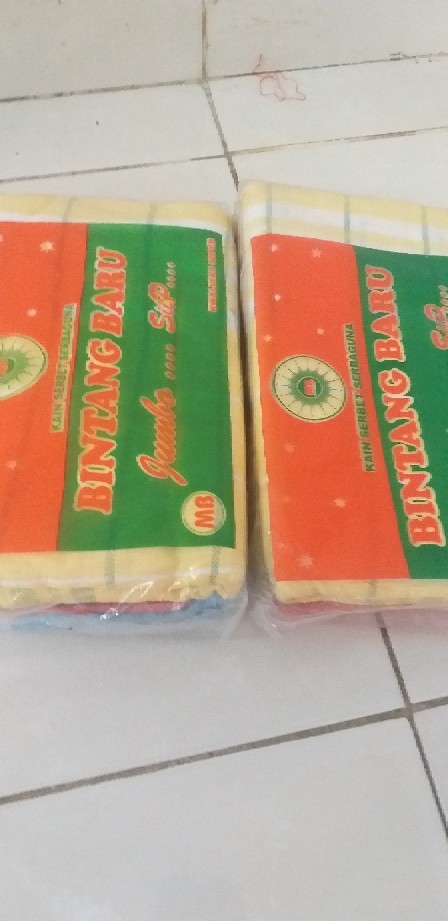 KAIN SERBET SERBAGUNA
BINTANG BARU
Jumbo
MB
KAIN SERBET SERBAGUNA
BINTANG BARU